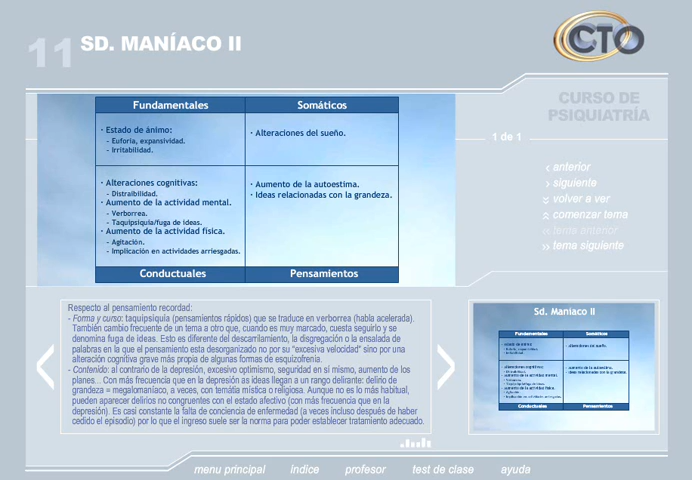 11 SD. MANÍACO II
CTO
CURSO DE
PSIQUIATRÍA
1 de 1
‹ anterior
› siguiente
volver a ver
comenzar tema
‹‹ tema anterior
›› tema siguiente
Fundamentales
Somáticos
· Estado de ánimo:
- Euforia, expansividad.
- Irritabilidad.
· Alteraciones del sueño.
· Alteraciones cognitivas:
- Distraibilidad.
· Aumento de la actividad mental.
- Verborrea.
- Taquipsiquia/fuga de ideas.
· Aumento de la actividad física.
- Agitación.
- Implicación en actividades arriesgadas.
· Aumento de la autoestima.
· Ideas relacionadas con la grandeza.
Conductuales
Pensamientos
Respecto al pensamiento recordad:
- Forma y curso: taquipsiquia (pensamientos rápidos) que se traduce en verborrea (habla acelerada).
También cambio frecuente de un tema a otro que, cuando es muy marcado, cuesta seguirlo y se
denomina fuga de ideas. Esto es diferente del descarrilamiento, la disgregación o la ensalada de
palabras en la que el pensamiento esta desorganizado no por su "excesiva velocidad" sino por una
alteración cognitiva grave más propia de algunas formas de esquizofrenia.
- Contenido: al contrario de la depresión, excesivo optimismo, seguridad en sí mismo, aumento de los
planes... Con más frecuencia que en la depresión as ideas llegan a un rango delirante: delirio de
grandeza = megalomaníaco, a veces, con temátia mística o religiosa. Aunque no es lo más habitual,
pueden aparecer delirios no congruentes con el estado afectivo (con más frecuencia que en la
depresión). Es casi constante la falta de conciencia de enfermedad (a veces incluso después de haber
cedido el episodio) por lo que el ingreso suele ser la norma para poder establecer tratamiento adecuado.
Sd. Maníaco II
Fundamentales
Somáticos
Conductuales
Pensamientos
menu principal
índice
profesor
test de clase
ayuda